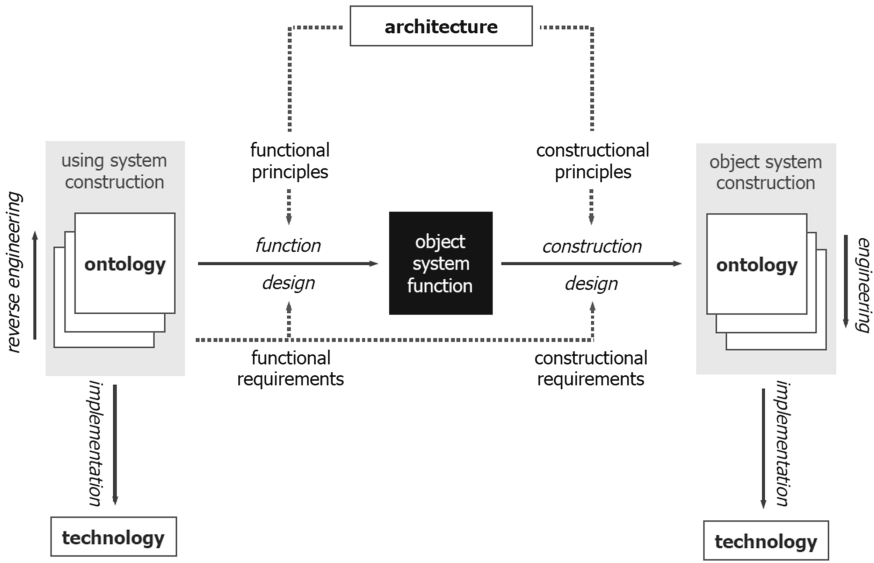 architecture
functional
principles
constructional
principles
using system
construction
object system
construction
reverse engineering
ontology
function
design
object
system
function
construction
design
ontology
engineering
functional
requirements
constructional
requirements
implementation
implementation
technology
technology